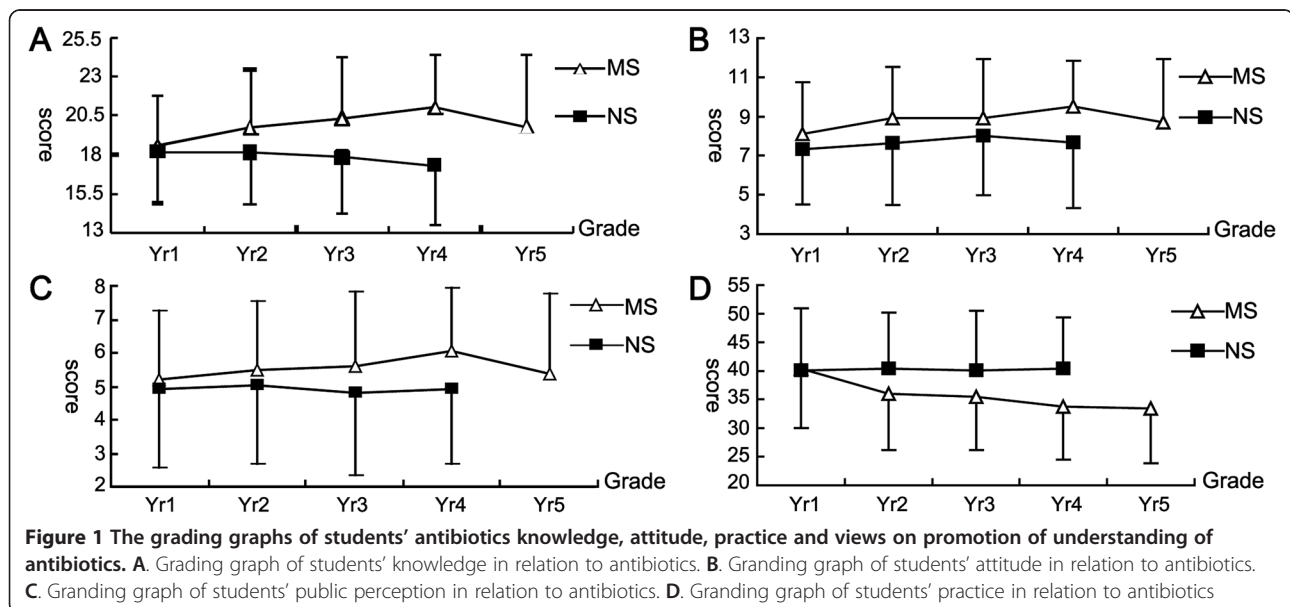 A
25.5
23
20.5
18
15.5
13
score
MS
NS
Grade
Yr1 Yr2 Yr3 Yr4 Yr5
B
13
11
9
7
5
3
score
MS
NS
Grade
Yr1 Yr2 Yr3 Yr4 Yr5
C
8
7
6
5
4
3
2
score
MS
NS
Grade
Yr1 Yr2 Yr3 Yr4 Yr5
D
55
50
45
40
35
30
25
20
score
MS
NS
Grade
Yr1 Yr2 Yr3 Yr4 Yr5
Figure 1 The grading graphs of students' antibiotics knowledge, attitude, practice and views on promotion of understanding of
antibiotics. A. Grading graph of students' knowledge in relation to antibiotics. B. Granding graph of students' attitude in relation to antibiotics.
C. Granding graph of students' public perception in relation to antibiotics. D. Granding graph of students' practice in relation to antibiotics